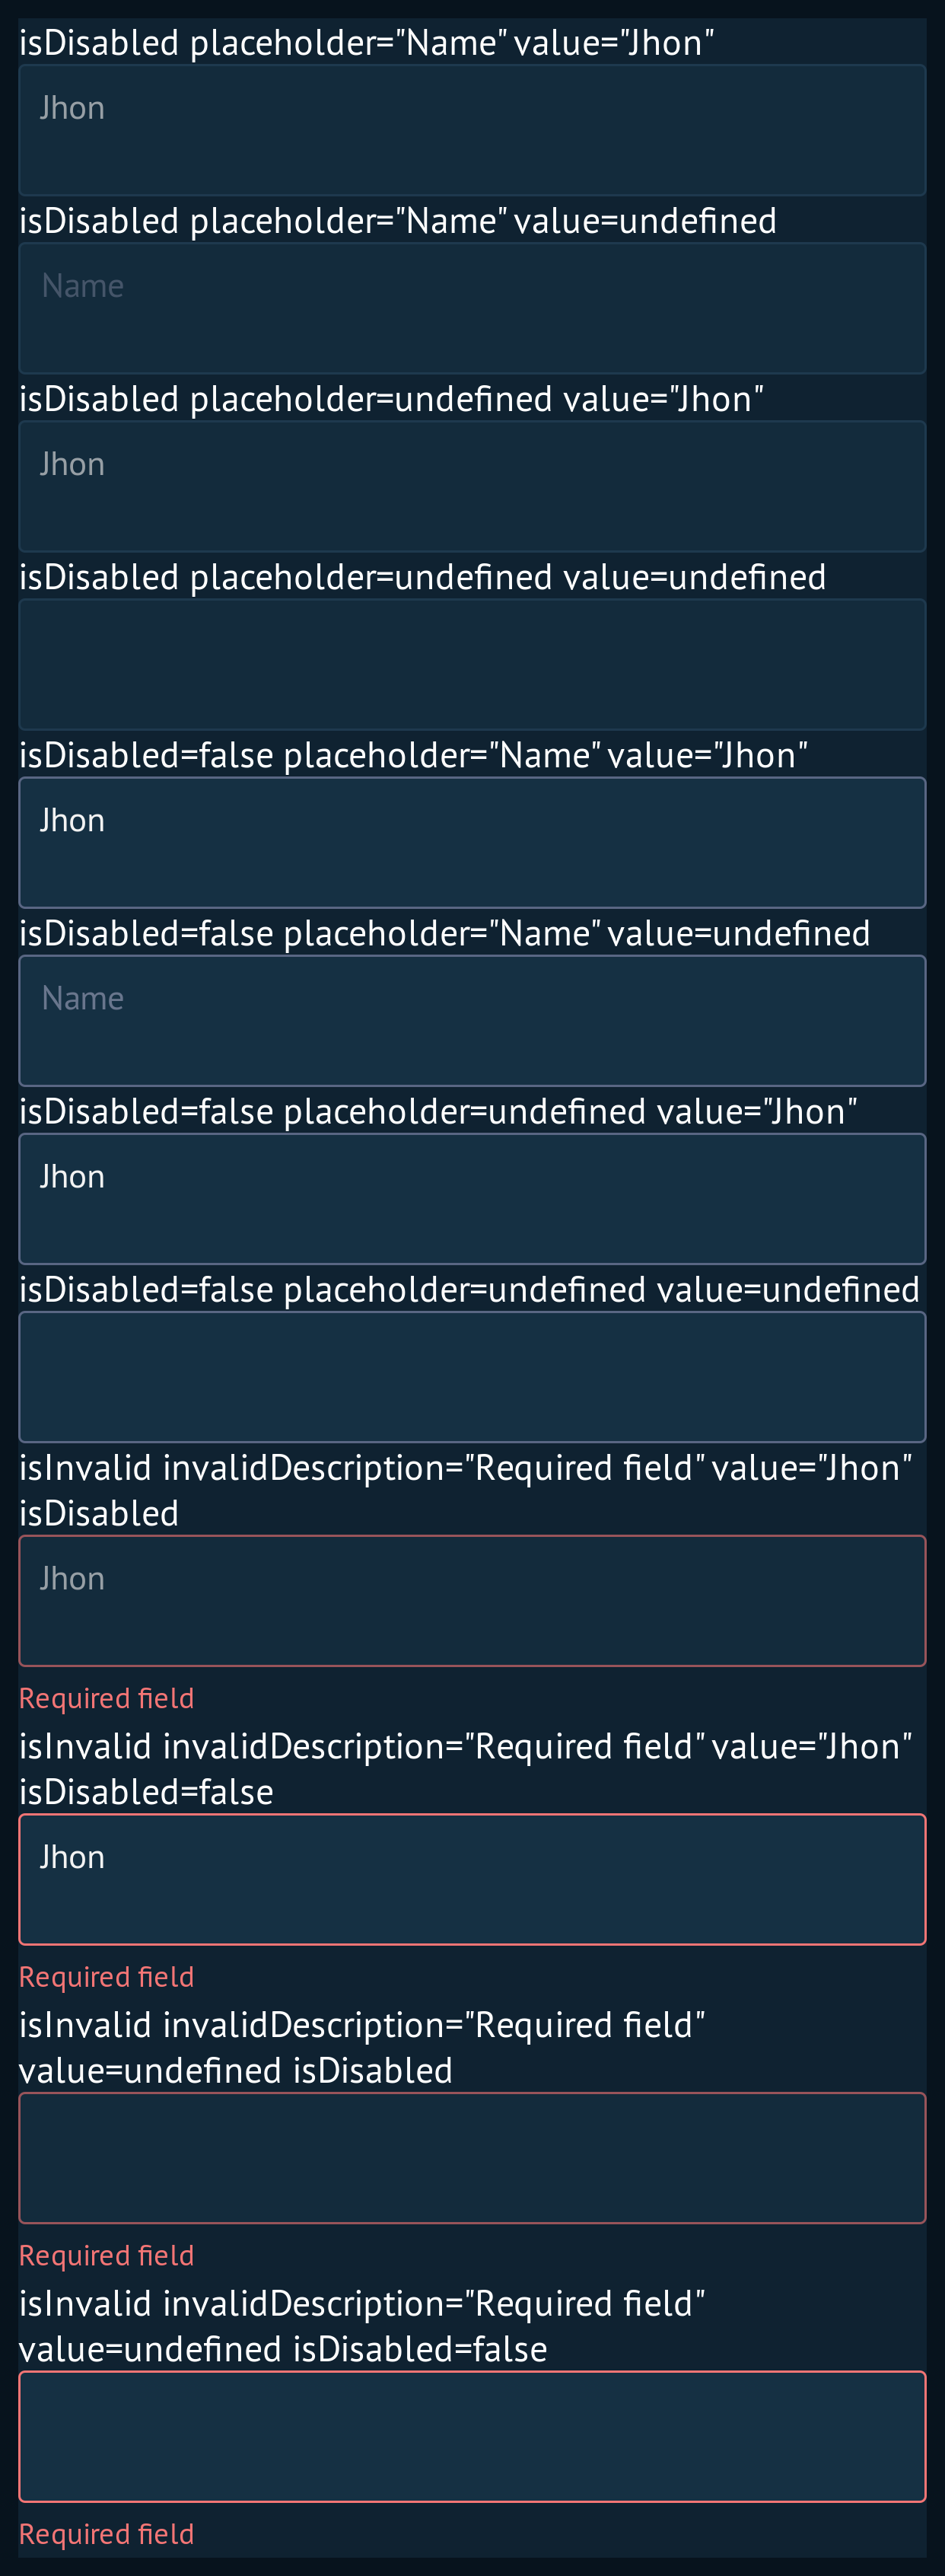 isDisabled placeholder="Name" value="Jhon"
Jhon
isDisabled placeholder="Name" value=undefined
Name
isDisabled placeholder=undefined value="Jhon"
Jhon
isDisabled placeholder=undefined value=undefined
isDisabled=false placeholder="Name" value="Jhon"
Jhon
isDisabled=false placeholder="Name" value=undefined
Name
isDisabled=false placeholder=undefined value="Jhon"
Jhon
isDisabled=false placeholder=undefined value=undefined
isInvalid invalidDescription="Required field" value="Jhon"
isDisabled
Jhon
Required field
isInvalid invalidDescription="Required field" value="Jhon"
isDisabled=false
Jhon
Required field
isInvalid invalidDescription="Required field"
value=undefined isDisabled
Required field
isInvalid invalidDescription="Required field"
value=undefined isDisabled=false
Required field